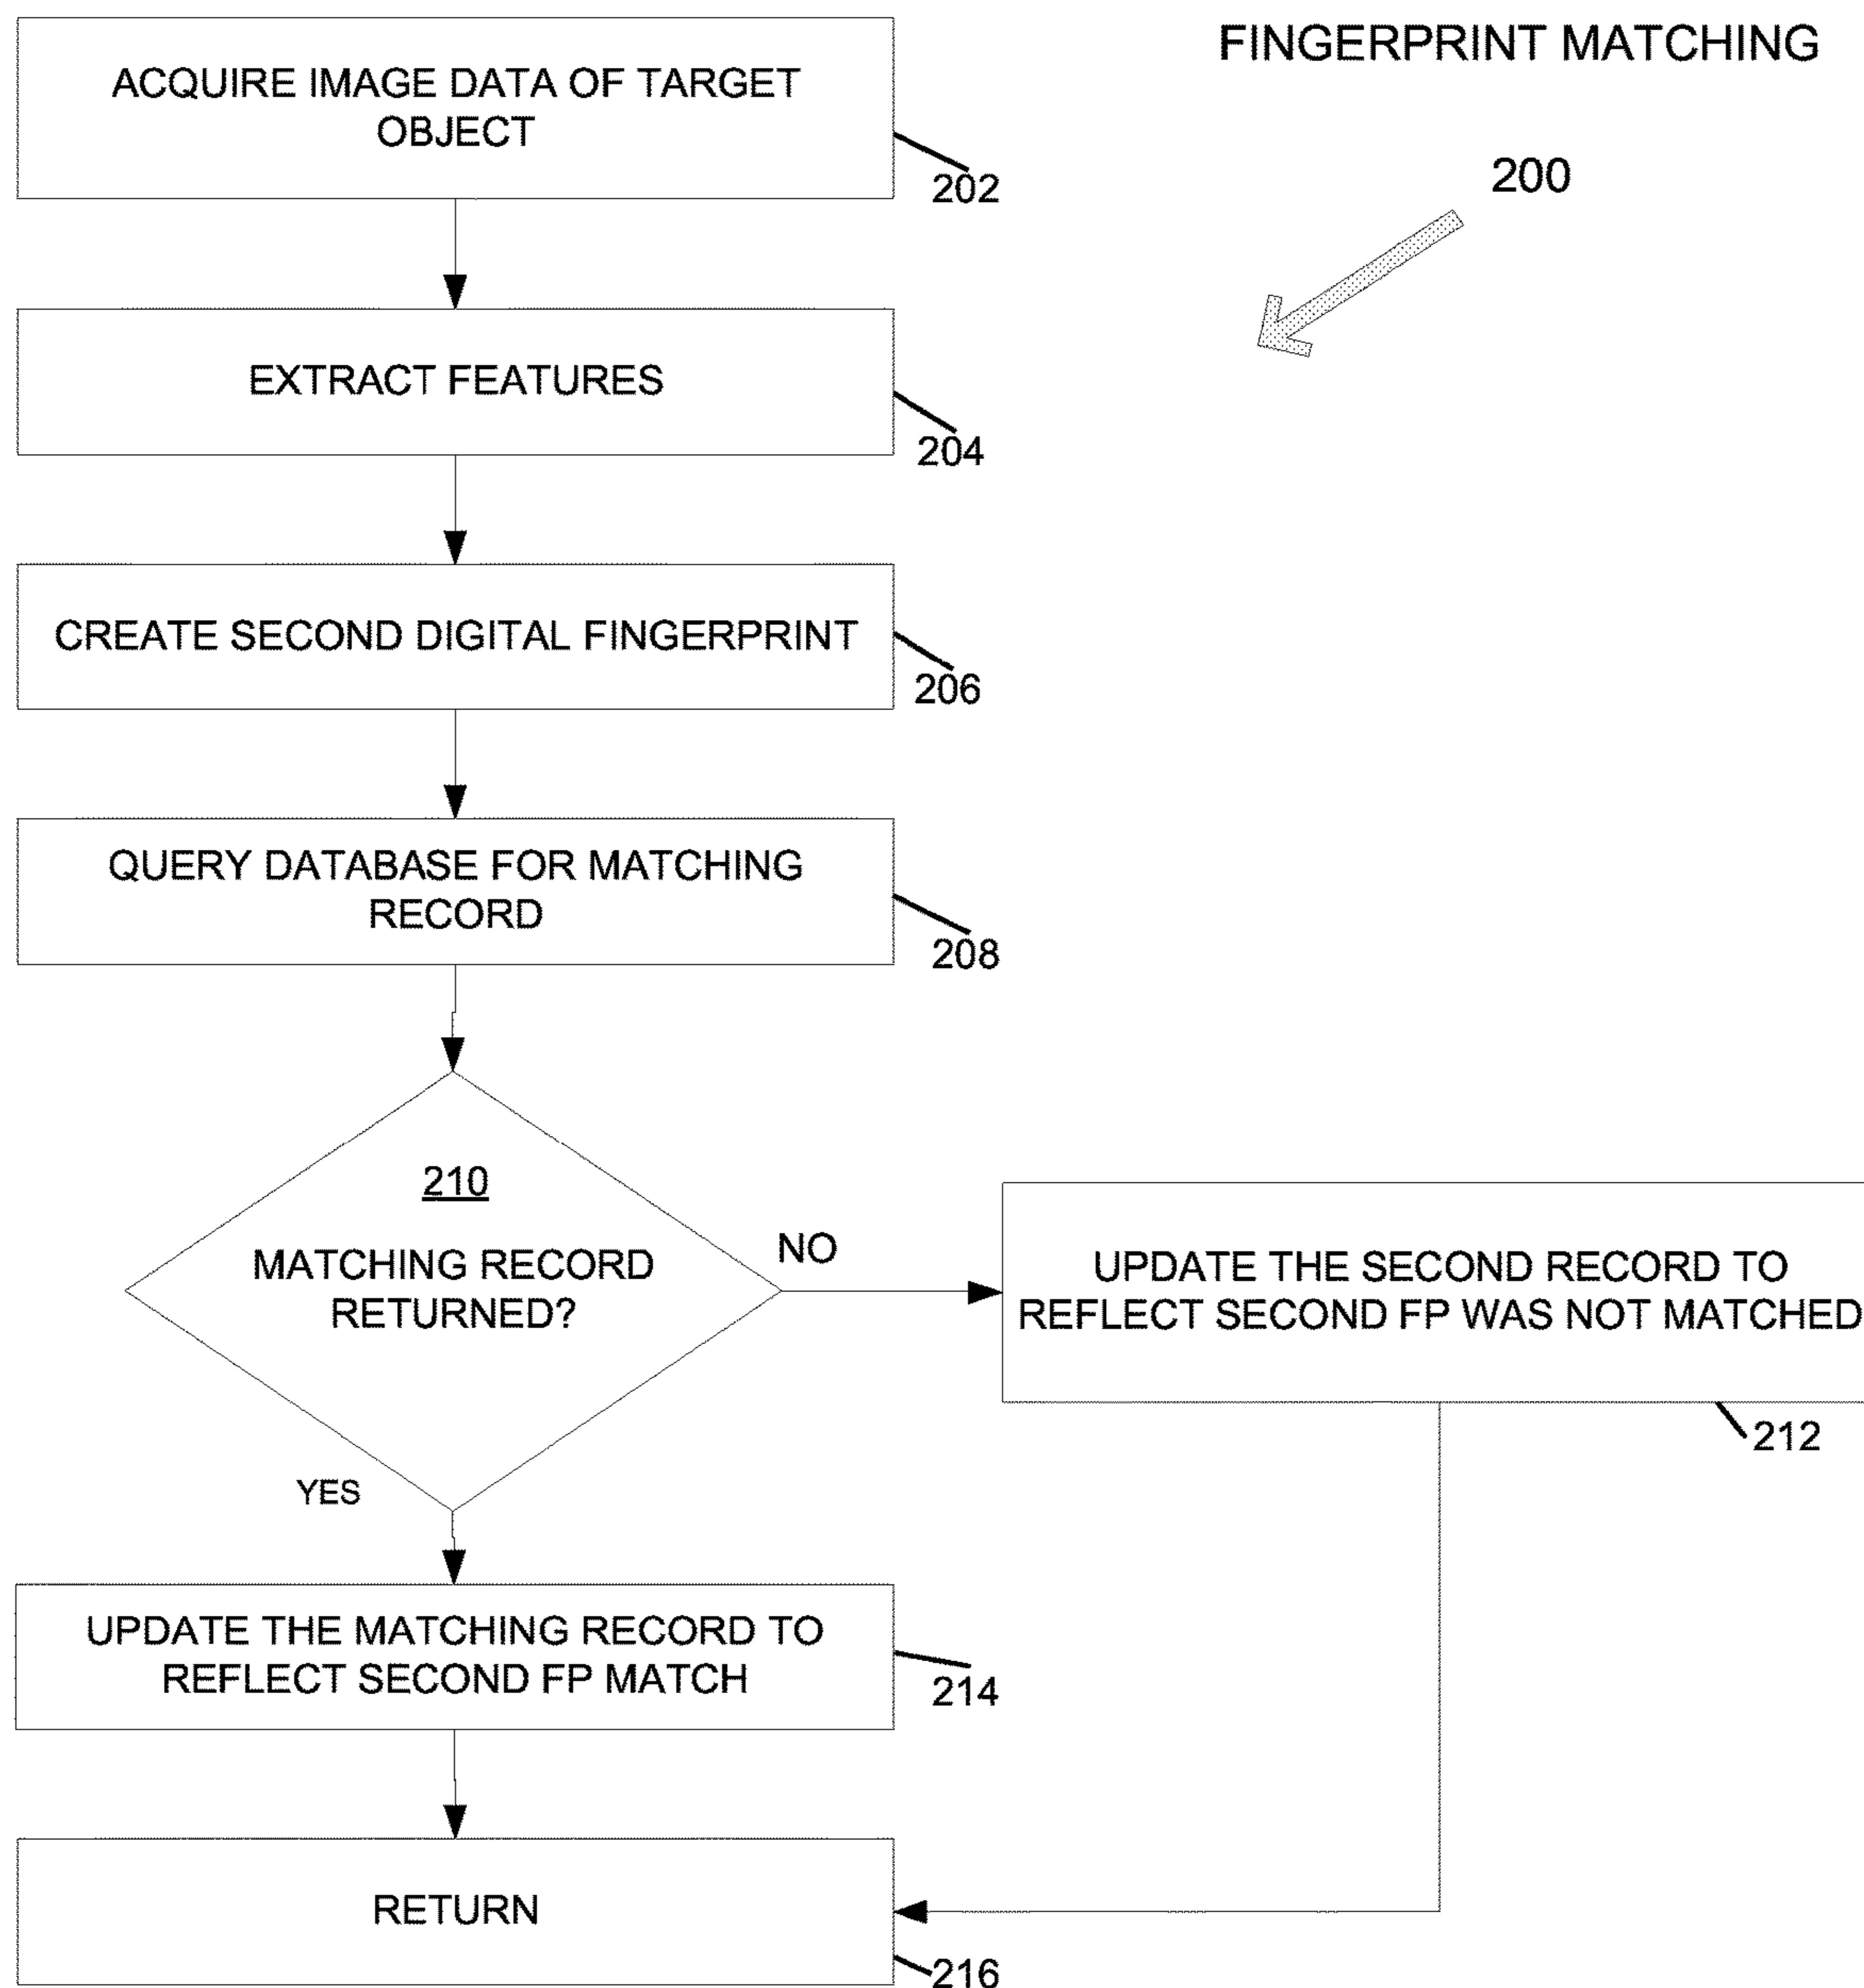 FINGERPRINT MATCHING
200
ACQUIRE IMAGE DATA OF TARGET
OBJECT
202
EXTRACT FEATURES
204
CREATE SECOND DIGITAL FINGERPRINT
206
QUERY DATABASE FOR MATCHING
RECORD
208
210
MATCHING RECORD
RETURNED?
NO
UPDATE THE SECOND RECORD TO
REFLECT SECOND FP WAS NOT MATCHED
212
YES
UPDATE THE MATCHING RECORD TO
REFLECT SECOND FP MATCH
214
RETURN
216